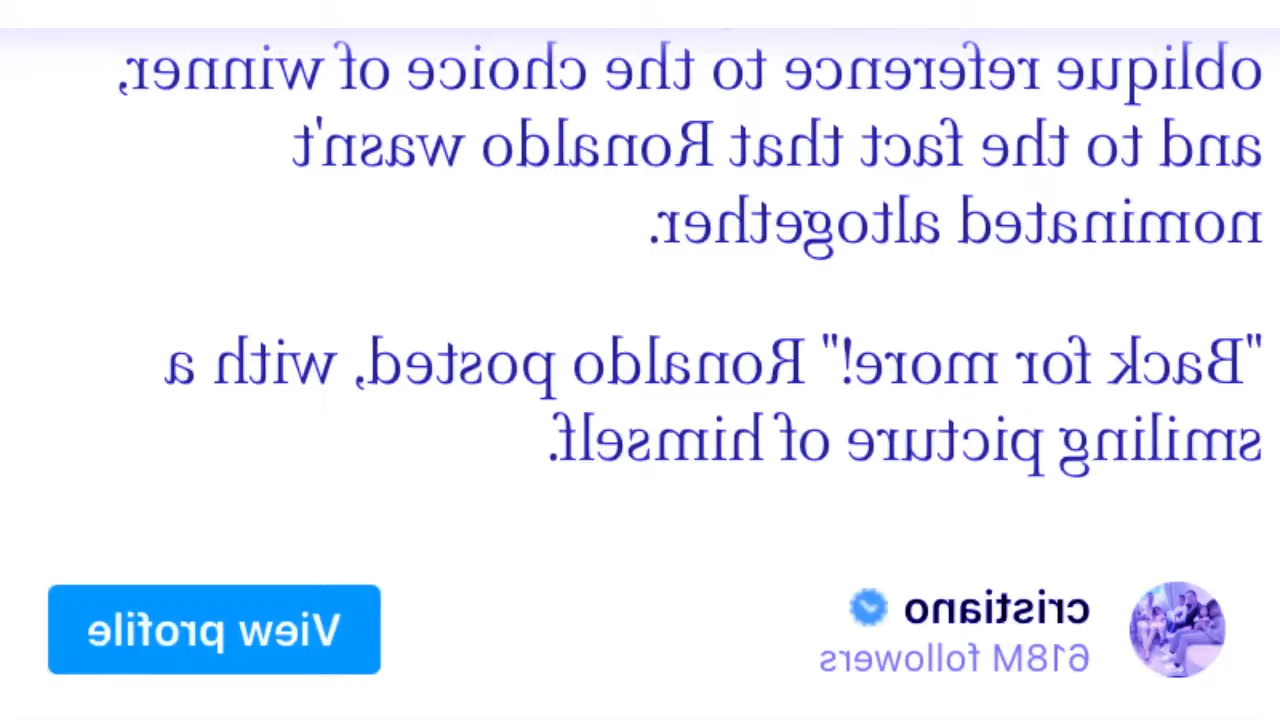 oblique reference to the choice of winner,
and to the fact that Ronaldo wasn't
nominated altogether.
"Back for more!" Ronaldo posted, with a
smiling picture of himself.
cristiano
618M followers
View profile